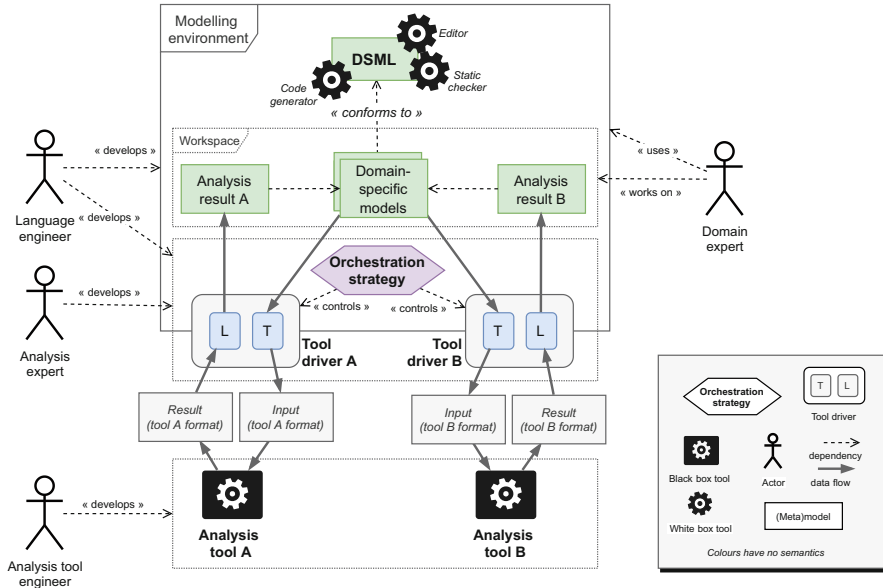 Modelling
environment
DSML
Editor
Code
generator
Static
checker
« conforms to »
Workspace
Analysis
result A
Domain-
specific
models
Analysis
result B
« develops »
« develops »
Language
engineer
« uses »
« works on »
Domain
expert
Orchestration
strategy
« controls »
« controls »
« develops »
Analysis
expert
L
T
Tool
driver A
Tool
driver B
T
L
Result
(tool A format)
Input
(tool A format)
Input
(tool B format)
Result
(tool B format)
« develops »
Analysis tool
engineer
Analysis
tool A
Analysis
tool B
Orchestration
strategy
T
L
Tool driver
Black box tool
Actor
dependency
data flow
White box tool
(Meta)model
Colours have no semantics